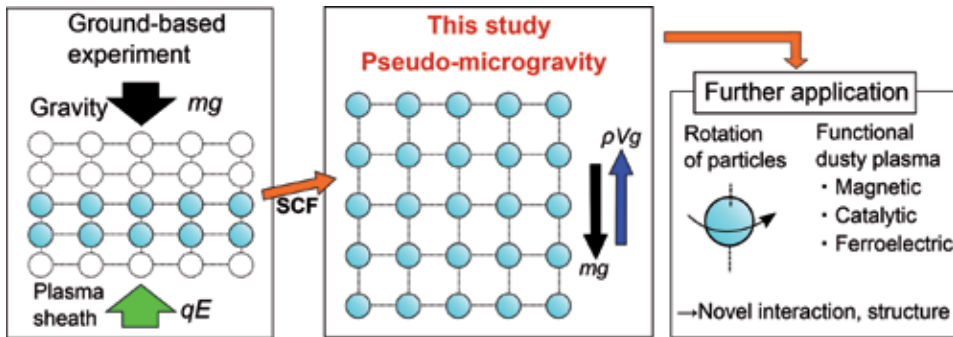 Ground-based
experiment
Gravity
mg
Plasma
sheath
qE
SCF
This study
Pseudo-microgravity
ρVg
mg
Further application
Rotation
of particles
Functional
dusty plasma
・Magnetic
・Catalytic
・Ferroelectric
→Novel interaction, structure